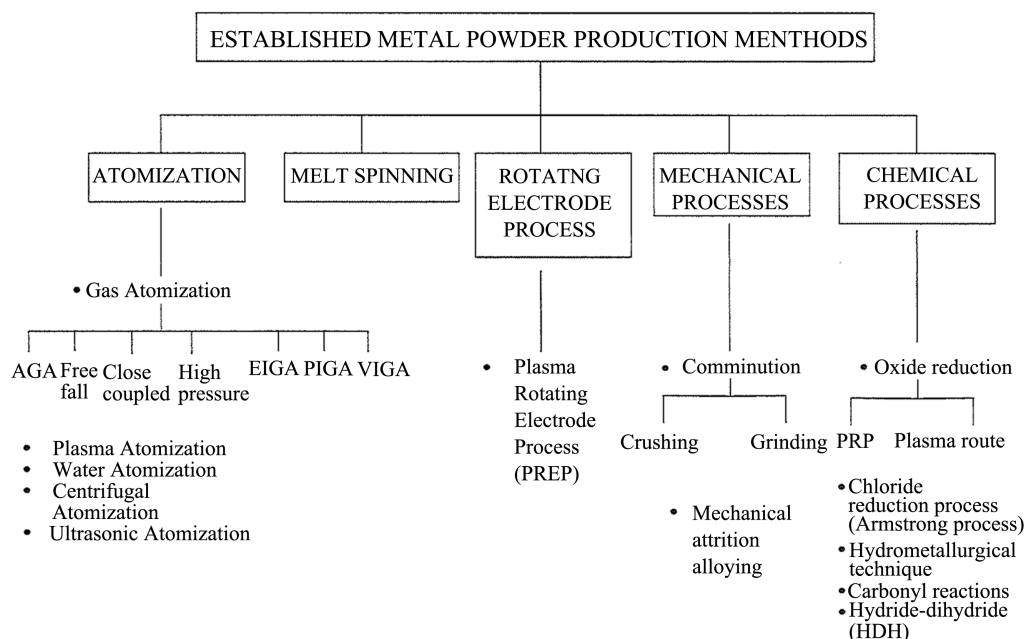 ESTABLISHED METAL POWDER PRODUCTION MENTHODS
ATOMIZATION
MELT SPINNING
ROTATNG
ELECTRODE
PROCESS
MECHANICAL
PROCESSES
CHEMICAL
PROCESSES
• Gas Atomization
AGA
Free
fall
Close
coupled
High
pressure
EIGA
PIGA
VIGA
• Plasma Atomization
• Water Atomization
• Centrifugal
Atomization
• Ultrasonic Atomization
• Plasma
Rotating
Electrode
Process
(PREP)
• Comminution
Crushing
Grinding
• Mechanical
attrition
alloying
• Oxide reduction
PRP
Plasma route
• Chloride
reduction process
(Armstrong process)
• Hydrometallurgical
technique
• Carbonyl reactions
• Hydride-dihydride
(HDH)